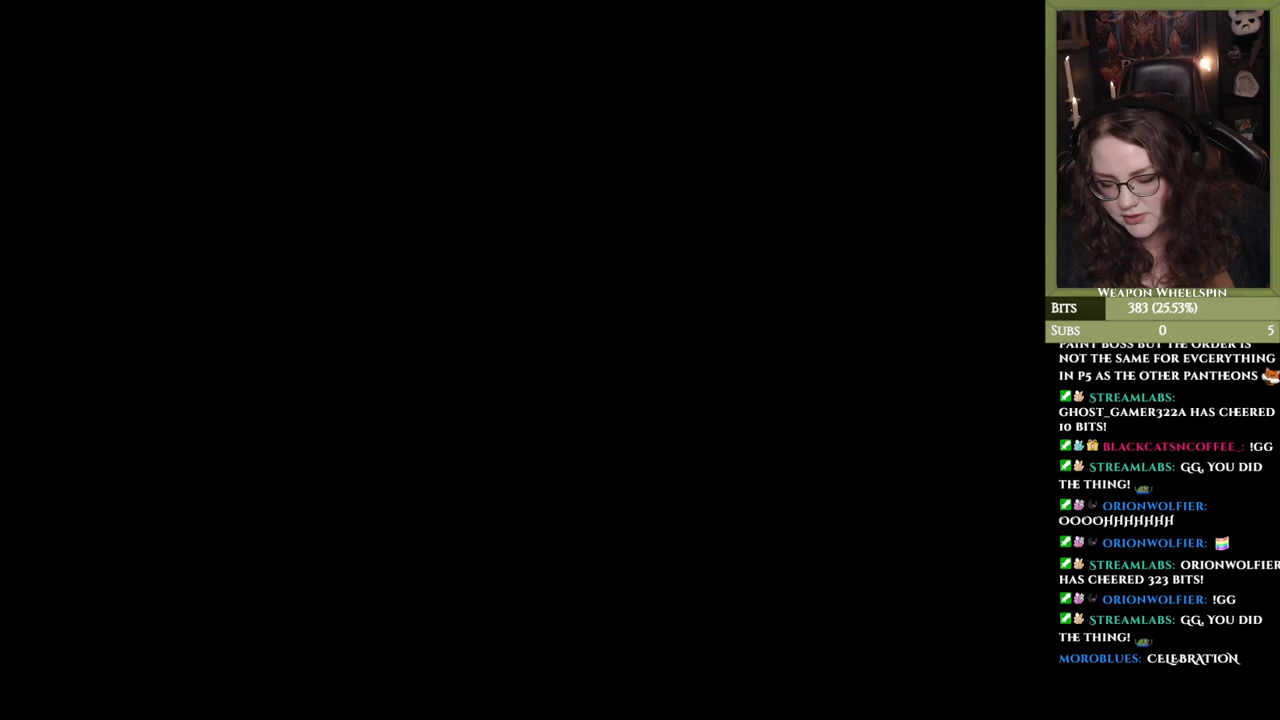 Weapon Wheelspin
Bits 383 (25.53%)
Subs 0 5
PAINT BOSS BUT THE ORDER IS
NOT THE SAME FOR EVCERYTHING
IN P5 AS THE OTHER PANTHEONS
STREAMLABS:
GHOST_GAMER322A HAS CHEERED
10 BITS!
BLACKCATSNCOFFEE_: !GG
STREAMLABS: GG, YOU DID
THE THING!
ORIONWOLFIER:
OOOOHHHHHHH
ORIONWOLFIER:
STREAMLABS: ORIONWOLFIER
HAS CHEERED 323 BITS!
ORIONWOLFIER: !GG
STREAMLABS: GG, YOU DID
THE THING!
MOROBLUES: CELEBRATION